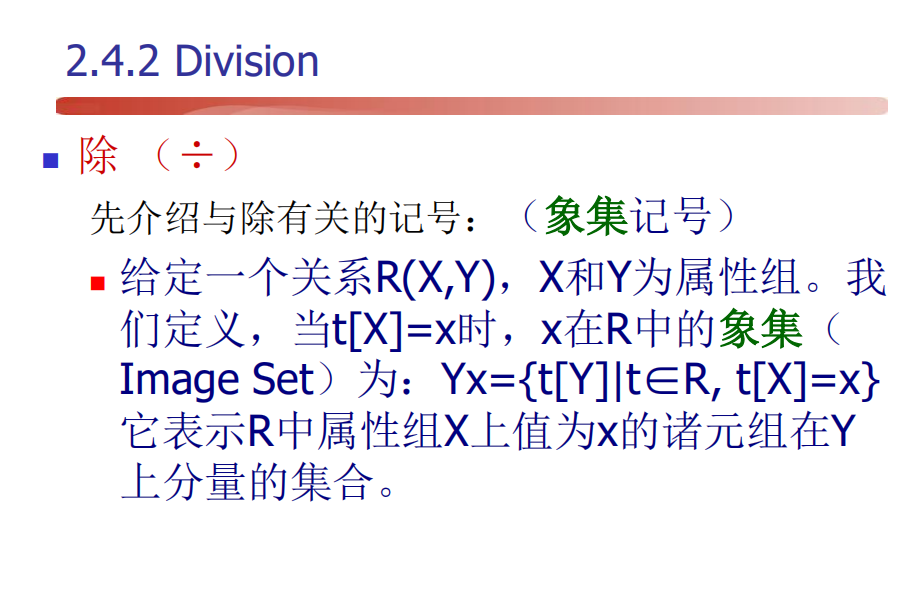 2.4.2 Division
除 （÷）
先介绍与除有关的记号：（象集记号）
给定一个关系R(X,Y)，X和Y为属性组。我
们定义，当t[X]=x时，x在R中的象集（
Image Set）为：Yx={t[Y]|t∈R, t[X]=x}
它表示R中属性组X上值为x的诸元组在Y
上分量的集合。